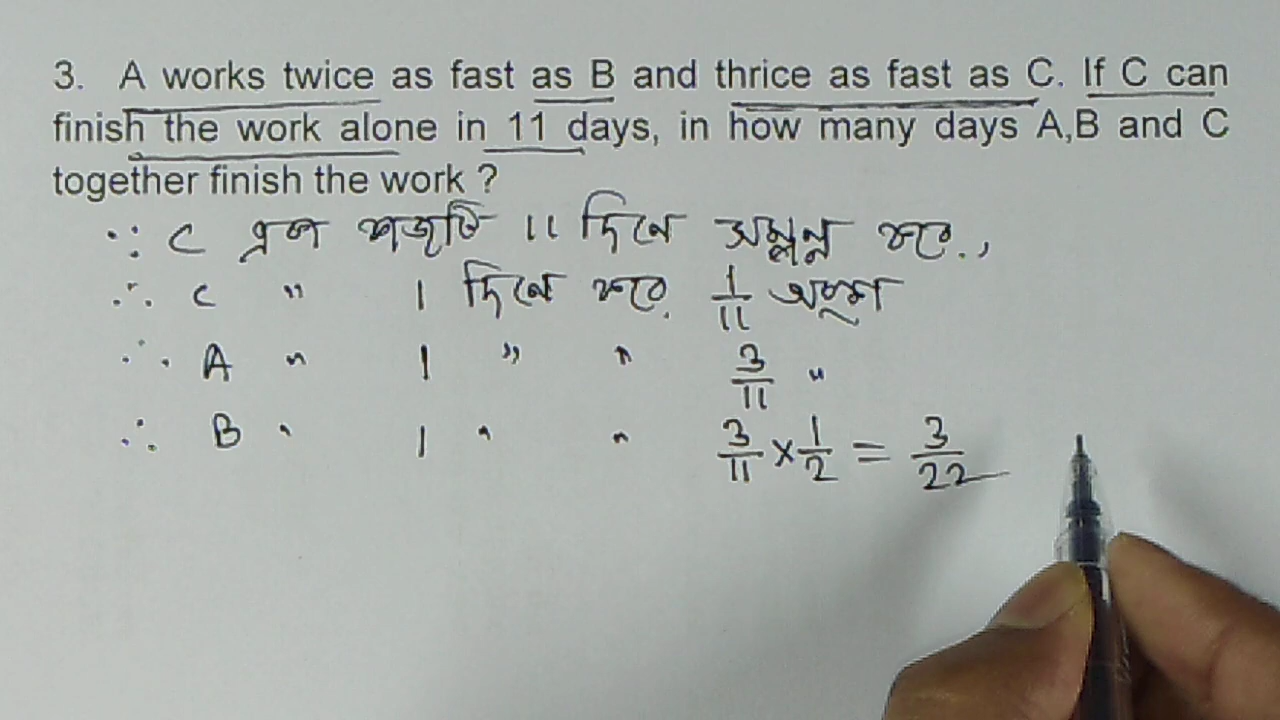 3. A works twice as fast as B and thrice as fast as C. If C can
finish the work alone in 11 days, in how many days A,B and C
together finish the work ?
∵ C একা কাজটি 11 দিনে সম্পন্ন করে,
∴ C " 1 দিনে করে 1/11 অংশ
∴ A " 1 " " 3/11 "
∴ B " 1 " " 3/11 × 1/2 = 3/22